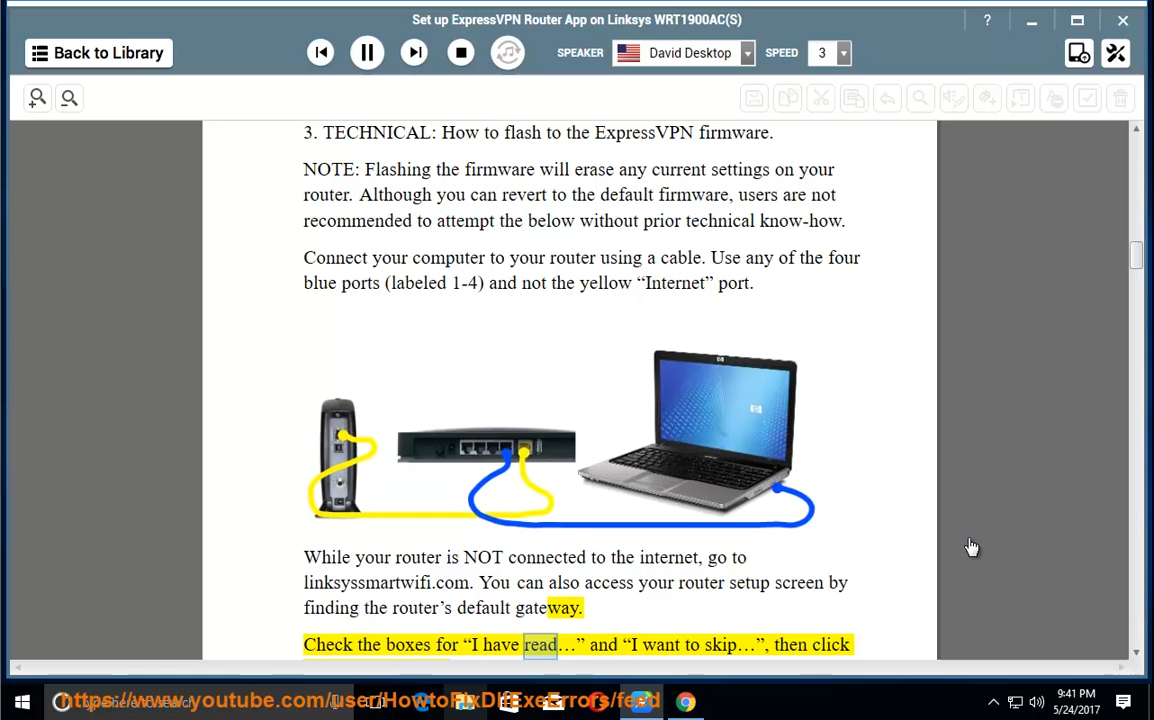 Set up ExpressVPN Router App on Linksys WRT1900AC(S)
?
Back to Library
SPEAKER
David Desktop
SPEED
3
3. TECHNICAL: How to flash to the ExpressVPN firmware.
NOTE: Flashing the firmware will erase any current settings on your
router. Although you can revert to the default firmware, users are not
recommended to attempt the below without prior technical know-how.
Connect your computer to your router using a cable. Use any of the four
blue ports (labeled 1-4) and not the yellow “Internet” port.
While your router is NOT connected to the internet, go to
linksyssmartwifi.com. You can also access your router setup screen by
finding the router’s default gateway.
Check the boxes for “I have read…” and “I want to skip…”, then click
https://www.youtube.com/user/HowtoFixDllExeErrors/feed
9:41 PM
5/24/2017